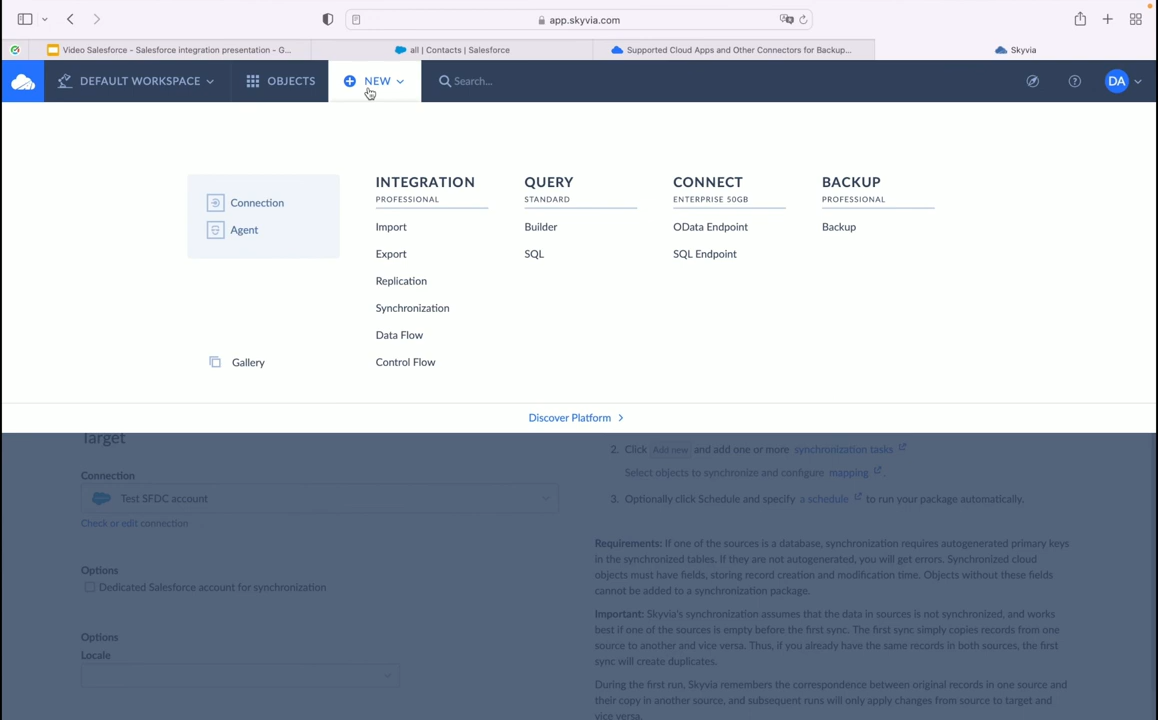 app.skyvia.com
Video Salesforce - Salesforce integration presentation - G...
all | Contacts | Salesforce
Supported Cloud Apps and Other Connectors for Backup...
Skyvia
DEFAULT WORKSPACE
OBJECTS
NEW
Search...
DA
Connection
Agent
Gallery
INTEGRATION
PROFESSIONAL
Import
Export
Replication
Synchronization
Data Flow
Control Flow
QUERY
STANDARD
Builder
SQL
CONNECT
ENTERPRISE 50GB
OData Endpoint
SQL Endpoint
BACKUP
PROFESSIONAL
Backup
Discover Platform
Target
Connection
Test SFDC account
Check or edit connection
Options
Dedicated Salesforce account for synchronization
Options
Locale
2. Click Add new and add one or more synchronization tasks
Select objects to synchronize and configure mapping .
3. Optionally click Schedule and specify a schedule to run your package automatically.
Requirements: If one of the sources is a database, synchronization requires autogenerated primary keys
in the synchronized tables. If they are not autogenerated, you will get errors. Synchronized cloud
objects must have fields, storing record creation and modification time. Objects without these fields
cannot be added to a synchronization package.
Important: Skyvia's synchronization assumes that the data in sources is not synchronized, and works
best if one of the sources is empty before the first sync. The first sync simply copies records from one
source to another and vice versa. Thus, if you already have the same records in both sources, the first
sync will create duplicates.
During the first run, Skyvia remembers the correspondence between original records in one source and
their copy in another source, and subsequent runs will only apply changes from source to target and
vice versa.